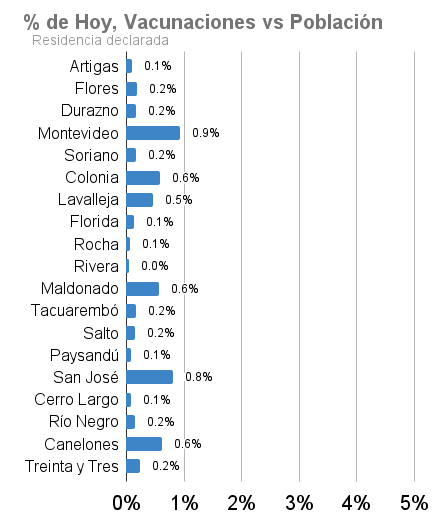 % de Hoy, Vacunaciones vs Población
Residencia declarada
Artigas 0.1%
Flores 0.2%
Durazno 0.2%
Montevideo 0.9%
Soriano 0.2%
Colonia 0.6%
Lavalleja 0.5%
Florida 0.1%
Rocha 0.1%
Rivera 0.0%
Maldonado 0.6%
Tacuarembó 0.2%
Salto 0.2%
Paysandú 0.1%
San José 0.8%
Cerro Largo 0.1%
Río Negro 0.2%
Canelones 0.6%
Treinta y Tres 0.2%
0% 1% 2% 3% 4% 5%